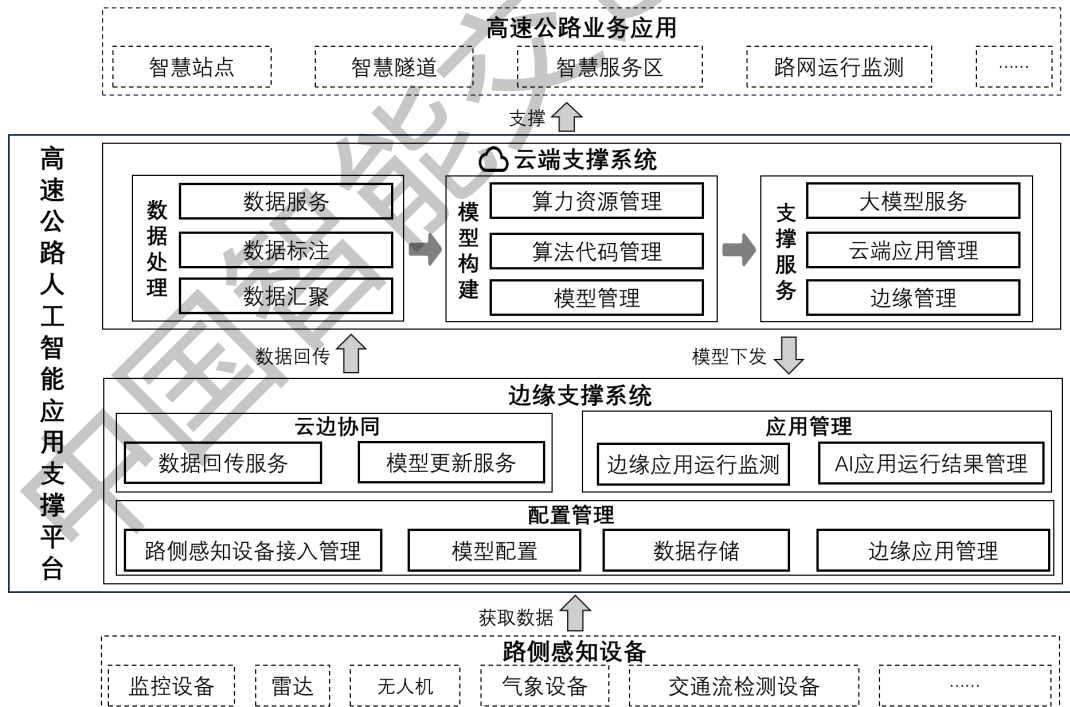 高速公路业务应用
智慧站点 智慧隧道 智慧服务区 路网运行监测 ……
支撑
高速公路人工智能应用支撑平台
云端支撑系统
数据处理
数据服务
数据标注
数据汇聚
模型构建
算力资源管理
算法代码管理
模型管理
支撑服务
大模型服务
云端应用管理
边缘管理
数据回传 模型下发
边缘支撑系统
云边协同
数据回传服务 模型更新服务
应用管理
边缘应用运行监测 AI应用运行结果管理
配置管理
路侧感知设备接入管理 模型配置 数据存储 边缘应用管理
获取数据
路侧感知设备
监控设备 雷达 无人机 气象设备 交通流检测设备 ……
中国智能交